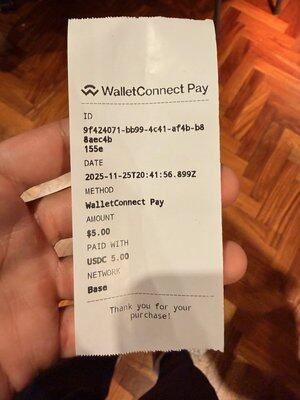 WalletConnect Pay
ID
9f424071-bb99-4c41-af4b-b8
8aec4b
155e
DATE
2025-11-25T20:41:56.899Z
METHOD
WalletConnect Pay
AMOUNT
$5.00
PAID WITH
USDC 5.00
NETWORK
Base
Thank you for your
purchase!